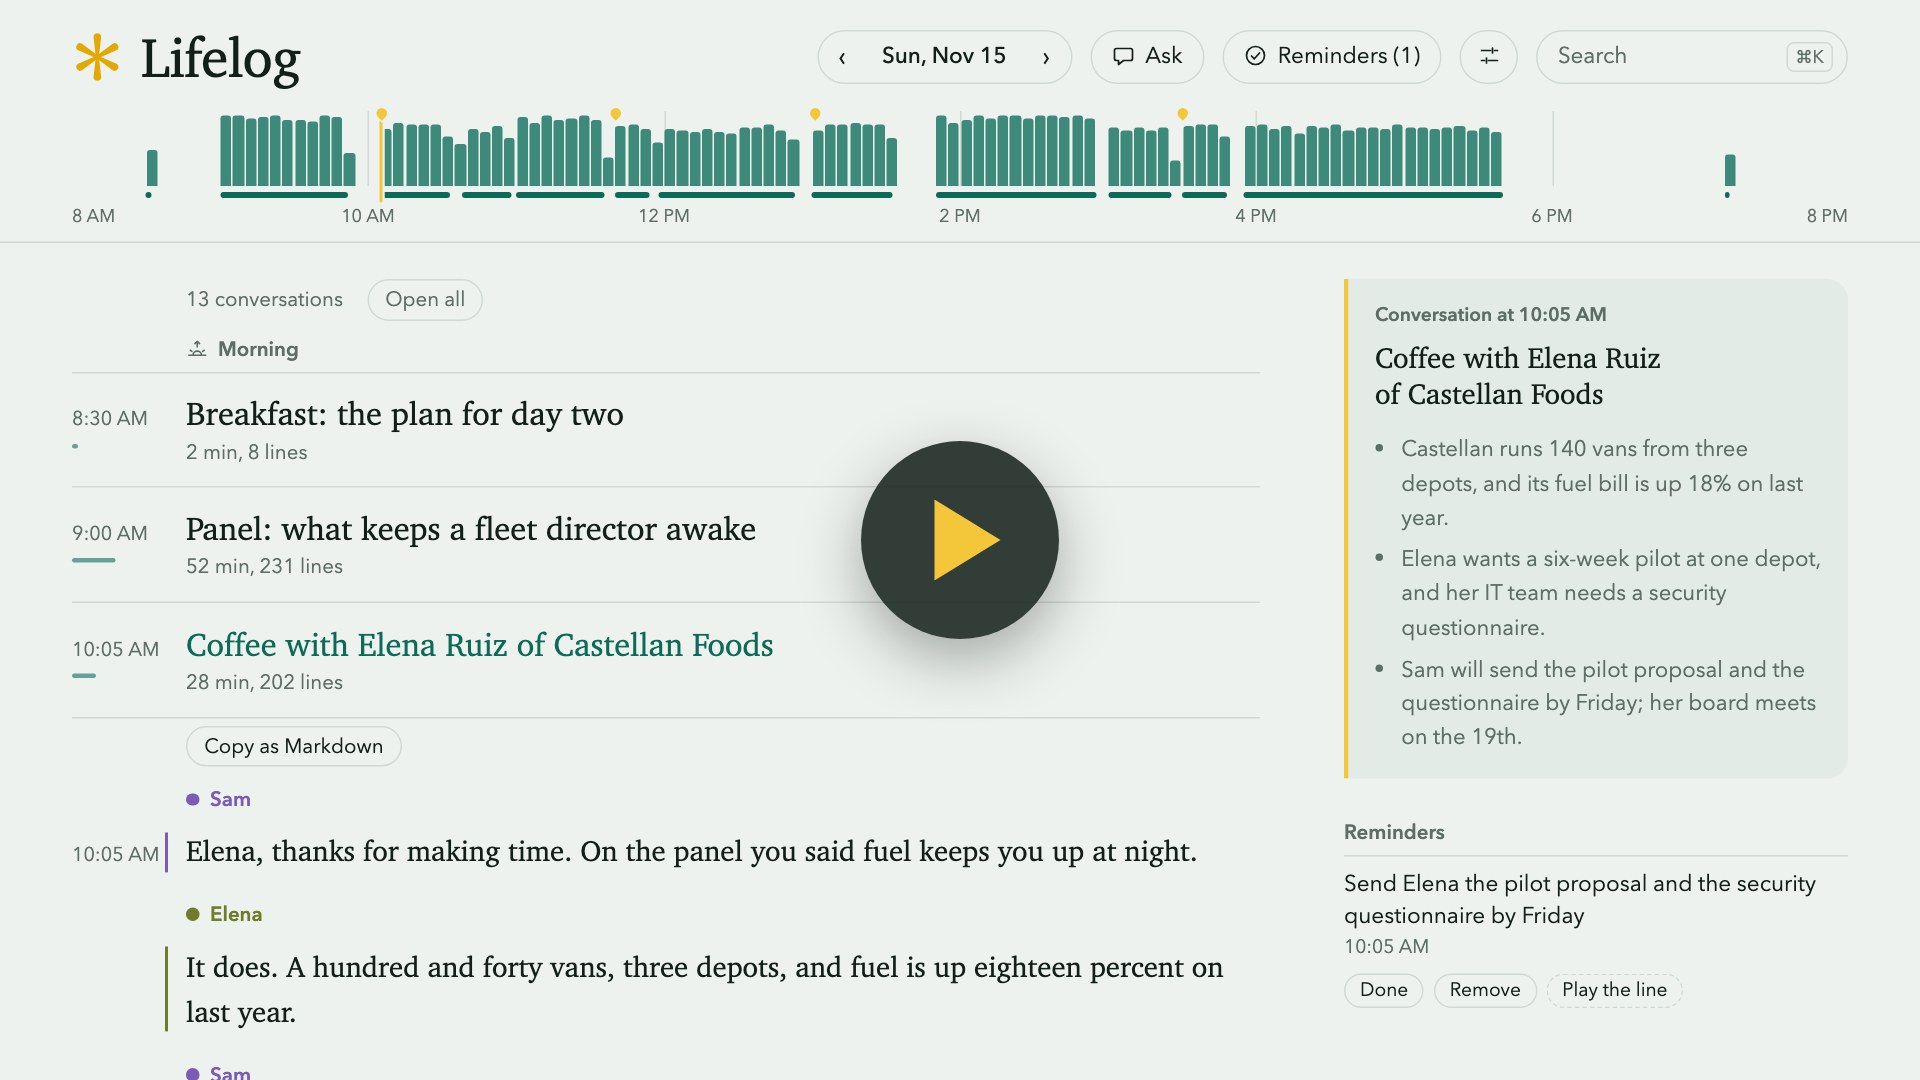 Lifelog
‹ Sun, Nov 15 ›
Ask
Reminders (1)
Search ⌘K
8 AM 10 AM 12 PM 2 PM 4 PM 6 PM 8 PM
13 conversations
Open all
Morning
8:30 AM
Breakfast: the plan for day two
2 min, 8 lines
9:00 AM
Panel: what keeps a fleet director awake
52 min, 231 lines
10:05 AM
Coffee with Elena Ruiz of Castellan Foods
28 min, 202 lines
Copy as Markdown
Sam
10:05 AM
Elena, thanks for making time. On the panel you said fuel keeps you up at night.
Elena
It does. A hundred and forty vans, three depots, and fuel is up eighteen percent on
last year.
Sam
Conversation at 10:05 AM
Coffee with Elena Ruiz
of Castellan Foods
• Castellan runs 140 vans from three
depots, and its fuel bill is up 18% on last
year.
• Elena wants a six-week pilot at one depot,
and her IT team needs a security
questionnaire.
• Sam will send the pilot proposal and the
questionnaire by Friday; her board meets
on the 19th.
Reminders
Send Elena the pilot proposal and the security
questionnaire by Friday
10:05 AM
Done
Remove
Play the line